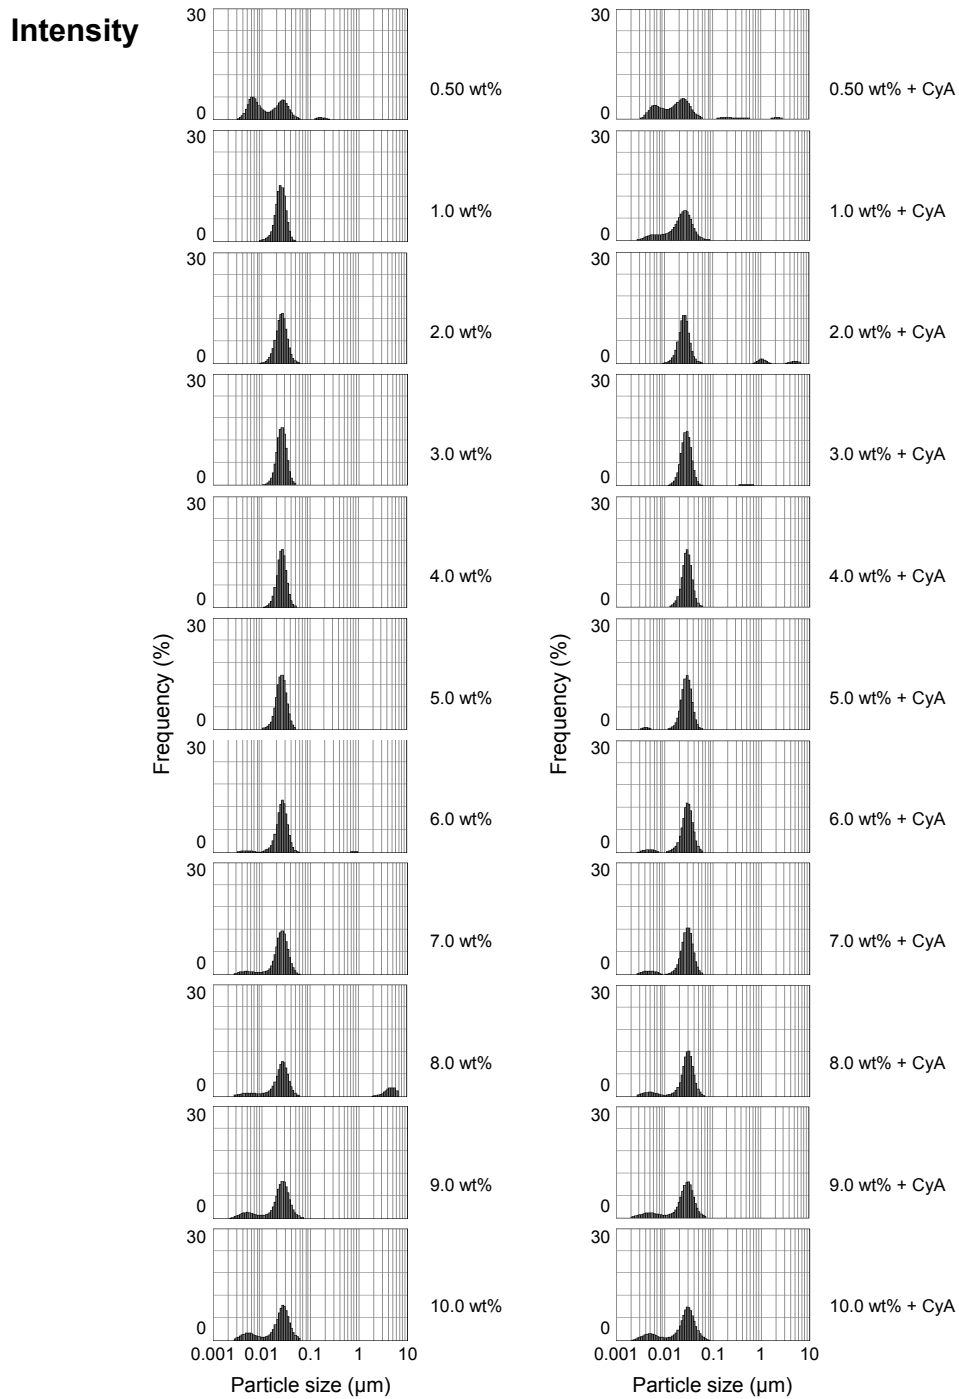 Intensity
30
0
0.50 wt%
30
0
0.50 wt% + CyA
30
0
1.0 wt%
30
0
1.0 wt% + CyA
30
0
2.0 wt%
30
0
2.0 wt% + CyA
30
0
3.0 wt%
30
0
3.0 wt% + CyA
30
0
4.0 wt%
30
0
4.0 wt% + CyA
30
0
5.0 wt%
30
0
5.0 wt% + CyA
Frequency (%)
Frequency (%)
30
0
6.0 wt%
30
0
6.0 wt% + CyA
30
0
7.0 wt%
30
0
7.0 wt% + CyA
30
0
8.0 wt%
30
0
8.0 wt% + CyA
30
0
9.0 wt%
30
0
9.0 wt% + CyA
30
0
10.0 wt%
30
0
10.0 wt% + CyA
0.001 0.01 0.1 1 10
Particle size (μm)
0.001 0.01 0.1 1 10
Particle size (μm)